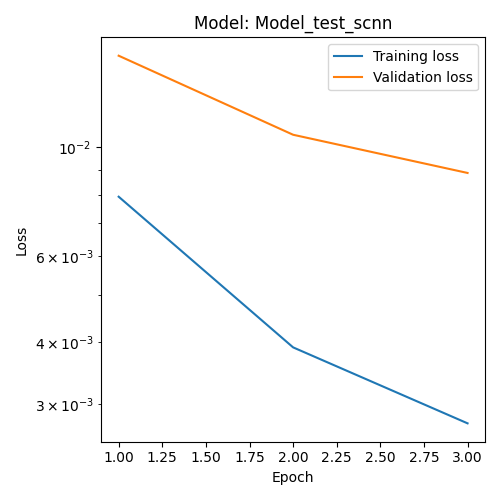 Model: Model_test_scnn
Training loss
Validation loss
Loss
10⁻²
6 × 10⁻³
4 × 10⁻³
3 × 10⁻³
1.00 1.25 1.50 1.75 2.00 2.25 2.50 2.75 3.00
Epoch